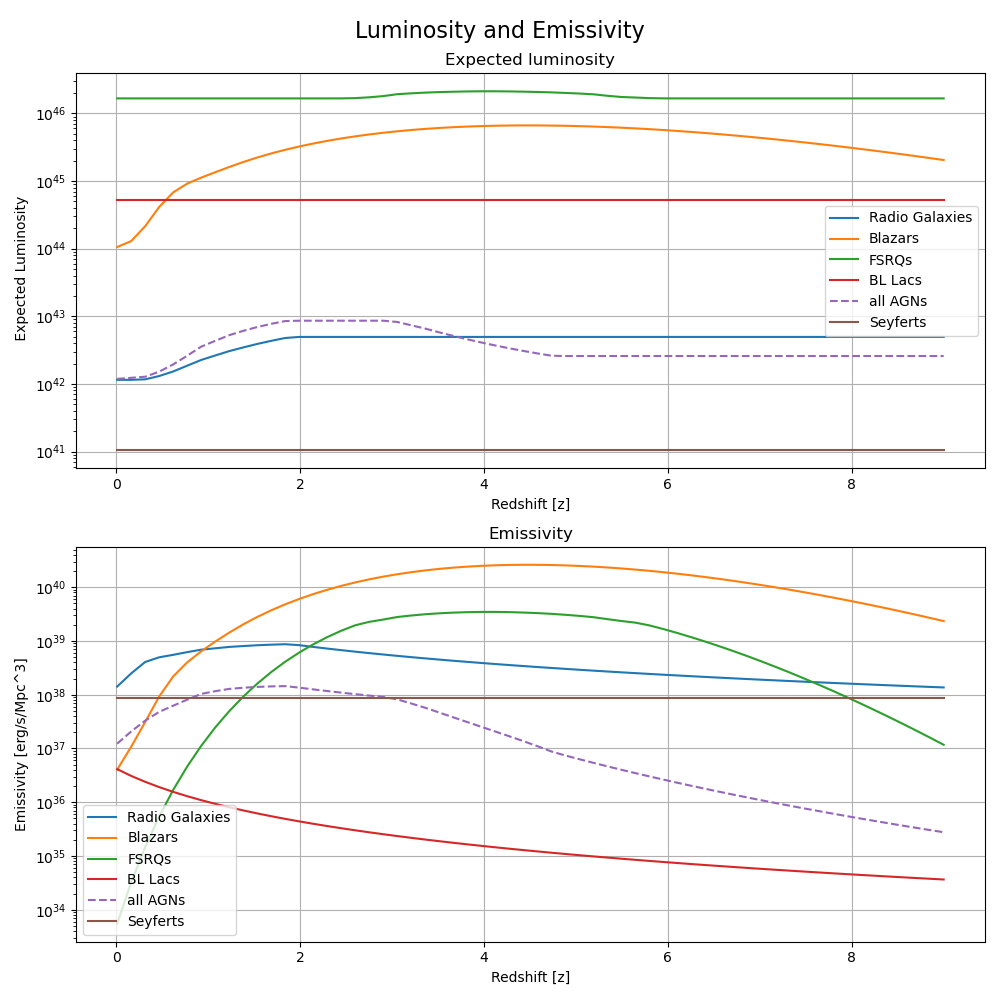 Luminosity and Emissivity
Expected luminosity
Expected Luminosity
10^46
10^45
10^44
10^43
10^42
10^41
Radio Galaxies
Blazars
FSRQs
BL Lacs
all AGNs
Seyferts
0 2 4 6 8
Redshift [z]
Emissivity
Emissivity [erg/s/Mpc^3]
10^40
10^39
10^38
10^37
10^36
10^35
10^34
Radio Galaxies
Blazars
FSRQs
BL Lacs
all AGNs
Seyferts
0 2 4 6 8
Redshift [z]